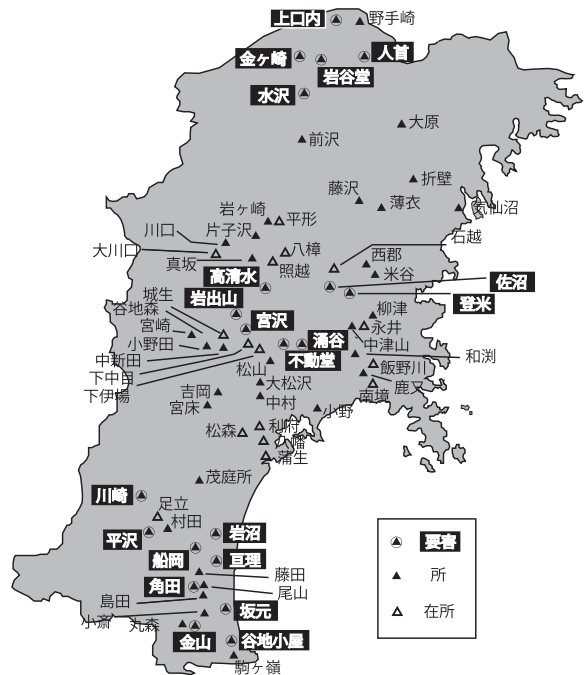 上口内
野手崎
金ヶ崎
人首
岩谷堂
水沢
大原
前沢
折壁
藤沢
薄衣
気仙沼
岩ヶ崎
平形
川口
片子沢
石越
大川口
八樟
西郡
真坂
照越
米谷
高清水
佐沼
城生
岩出山
登米
谷地森
柳津
宮崎
宮沢
永井
小野田
涌谷
中津山
中新田
不動堂
和渕
下中目
松山
飯野川
下伊場
大松沢
鹿又
吉岡
中村
南境
宮床
小野
松森
利府
八幡
蒲生
茂庭所
川崎
足立
村田
平沢
岩沼
要害
船岡
亘理
藤田
所
角田
尾山
島田
坂元
在所
小斎
丸森
金山
谷地小屋
駒ヶ嶺